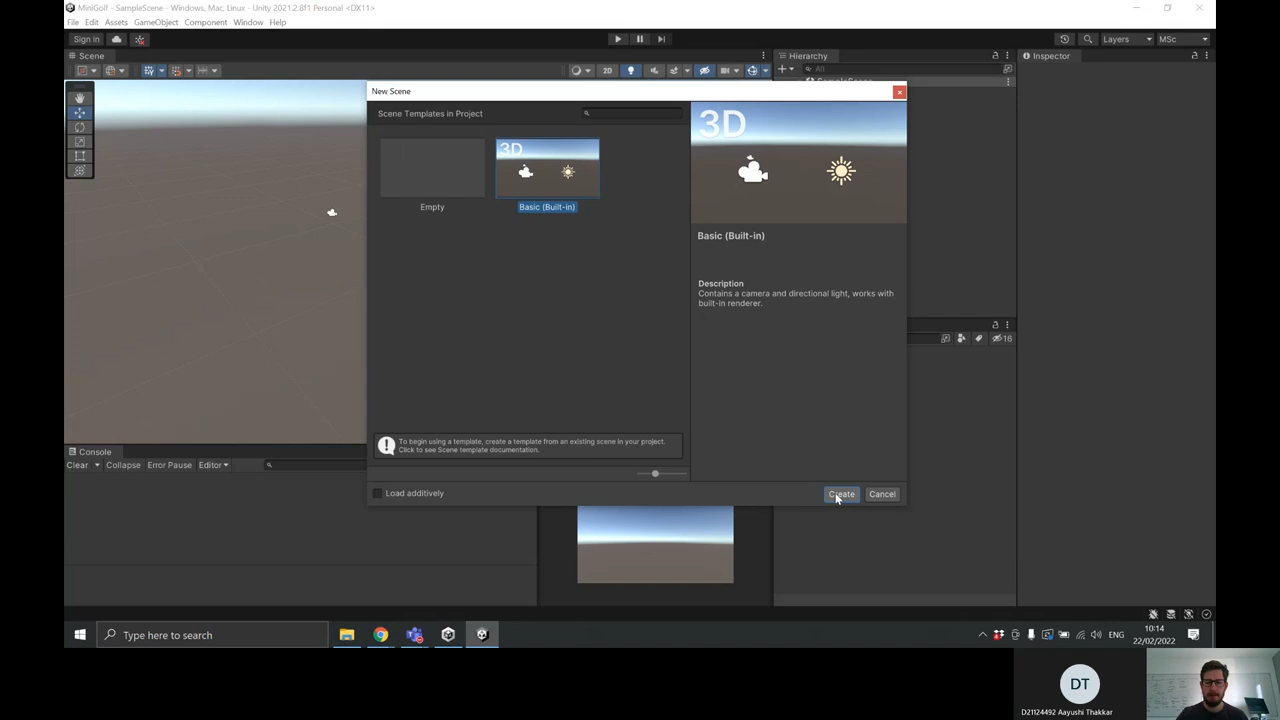 MiniGolf - SampleScene - Windows, Mac, Linux - Unity 2021.2.8f1 Personal <DX11>
File Edit Assets GameObject Component Window Help
Sign in
Layers
MSc
Scene
Hierarchy
Inspector
2D
All
New Scene
Scene Templates in Project
3D
3D
Empty
Basic (Built-in)
Basic (Built-in)
Description
Contains a camera and directional light, works with
built-in renderer.
16
To begin using a template, create a template from an existing scene in your project.
Click to see Scene template documentation.
Console
Clear Collapse Error Pause Editor
Load additively
Create
Cancel
Type here to search
ENG
10:14
22/02/2022
DT
D21124492 Aayushi Thakkar